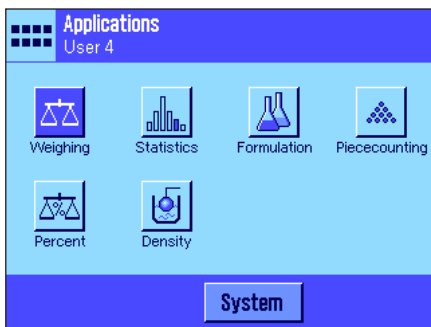 Applications
User 4
Weighing
Statistics
Formulation
Piececounting
Percent
Density
System